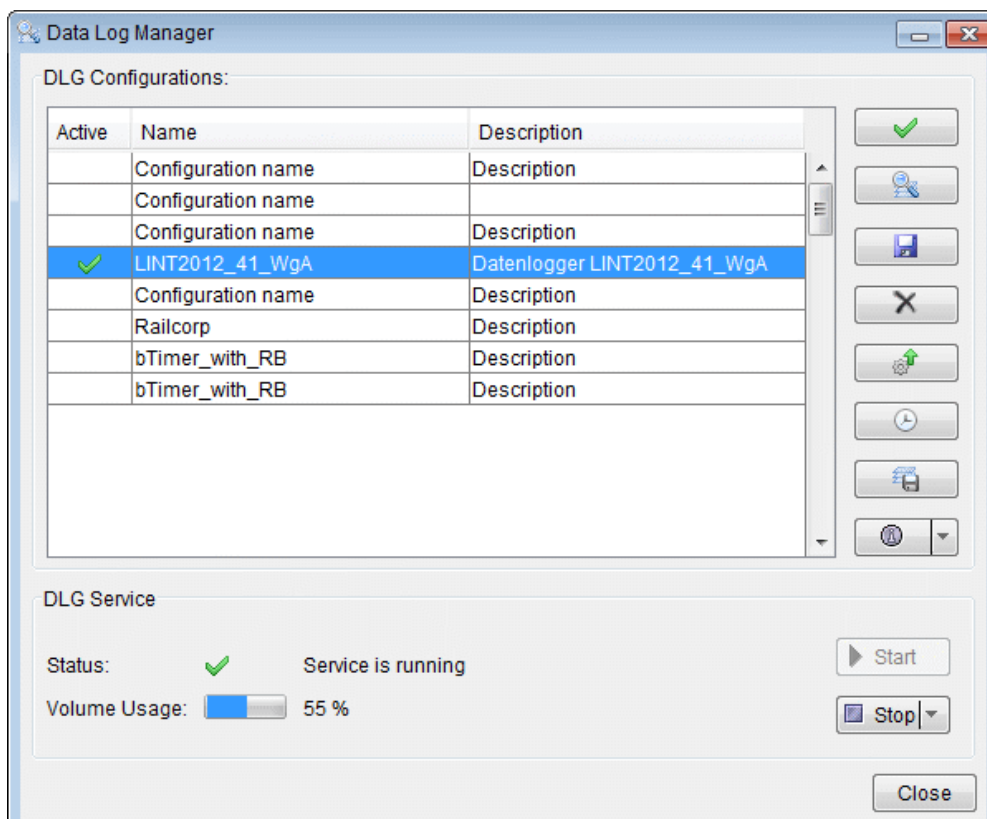 Data Log Manager
DLG Configurations:
Active Name Description
Configuration name Description
Configuration name
Configuration name Description
LINT2012_41_WgA Datenlogger LINT2012_41_WgA
Configuration name Description
Railcorp Description
bTimer_with_RB Description
bTimer_with_RB Description
DLG Service
Status: Service is running Start
Volume Usage: 55 % Stop
Close